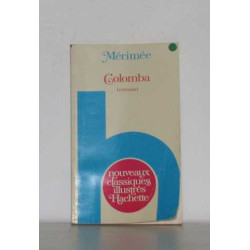 Mérimée
Colomba
nouveaux
classiques
illustrés
Hachette